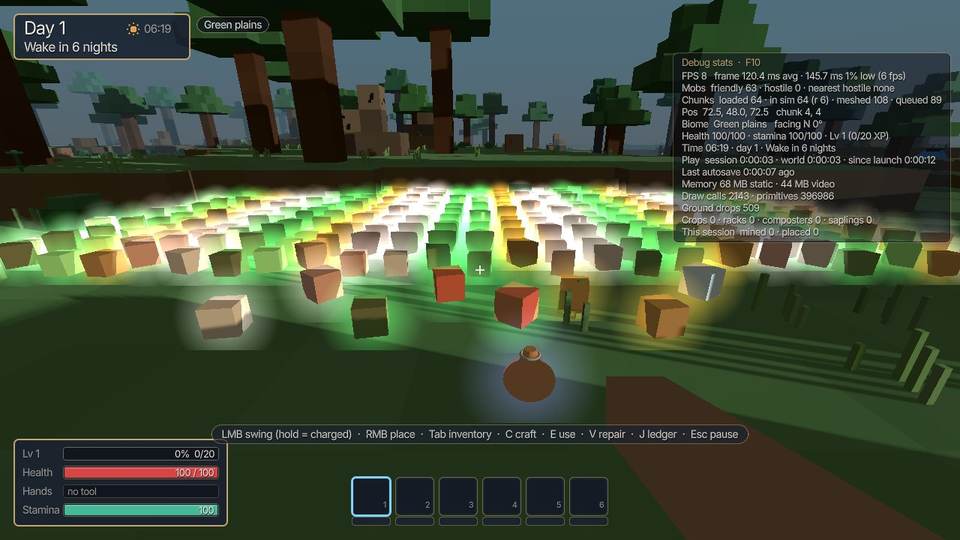 Day 1
06:19
Wake in 6 nights
Green plains
Debug stats · F10
FPS 8 frame 120.4 ms avg · 145.7 ms 1% low (6 fps)
Mobs friendly 63 · hostile 0 · nearest hostile none
Chunks loaded 64 · in sim 64 (r 6) · meshed 108 · queued 89
Pos 72.5, 48.0, 72.5 chunk 4, 4
Biome Green plains facing N 0°
Health 100/100 · stamina 100/100 · Lv 1 (0/20 XP)
Time 06:19 · day 1 · Wake in 6 nights
Play session 0:00:03 · world 0:00:03 · since launch 0:00:12
Last autosave 0:00:07 ago
Memory 68 MB static · 44 MB video
Draw calls 2143 · primitives 396986
Ground drops 509
Crops 0 · racks 0 · composters 0 · saplings 0
This session mined 0 · placed 0
LMB swing (hold = charged) · RMB place · Tab inventory · C craft · E use · V repair · J ledger · Esc pause
Lv 1 0% 0/20
Health 100 / 100
Hands no tool
Stamina 100
1 2 3 4 5 6